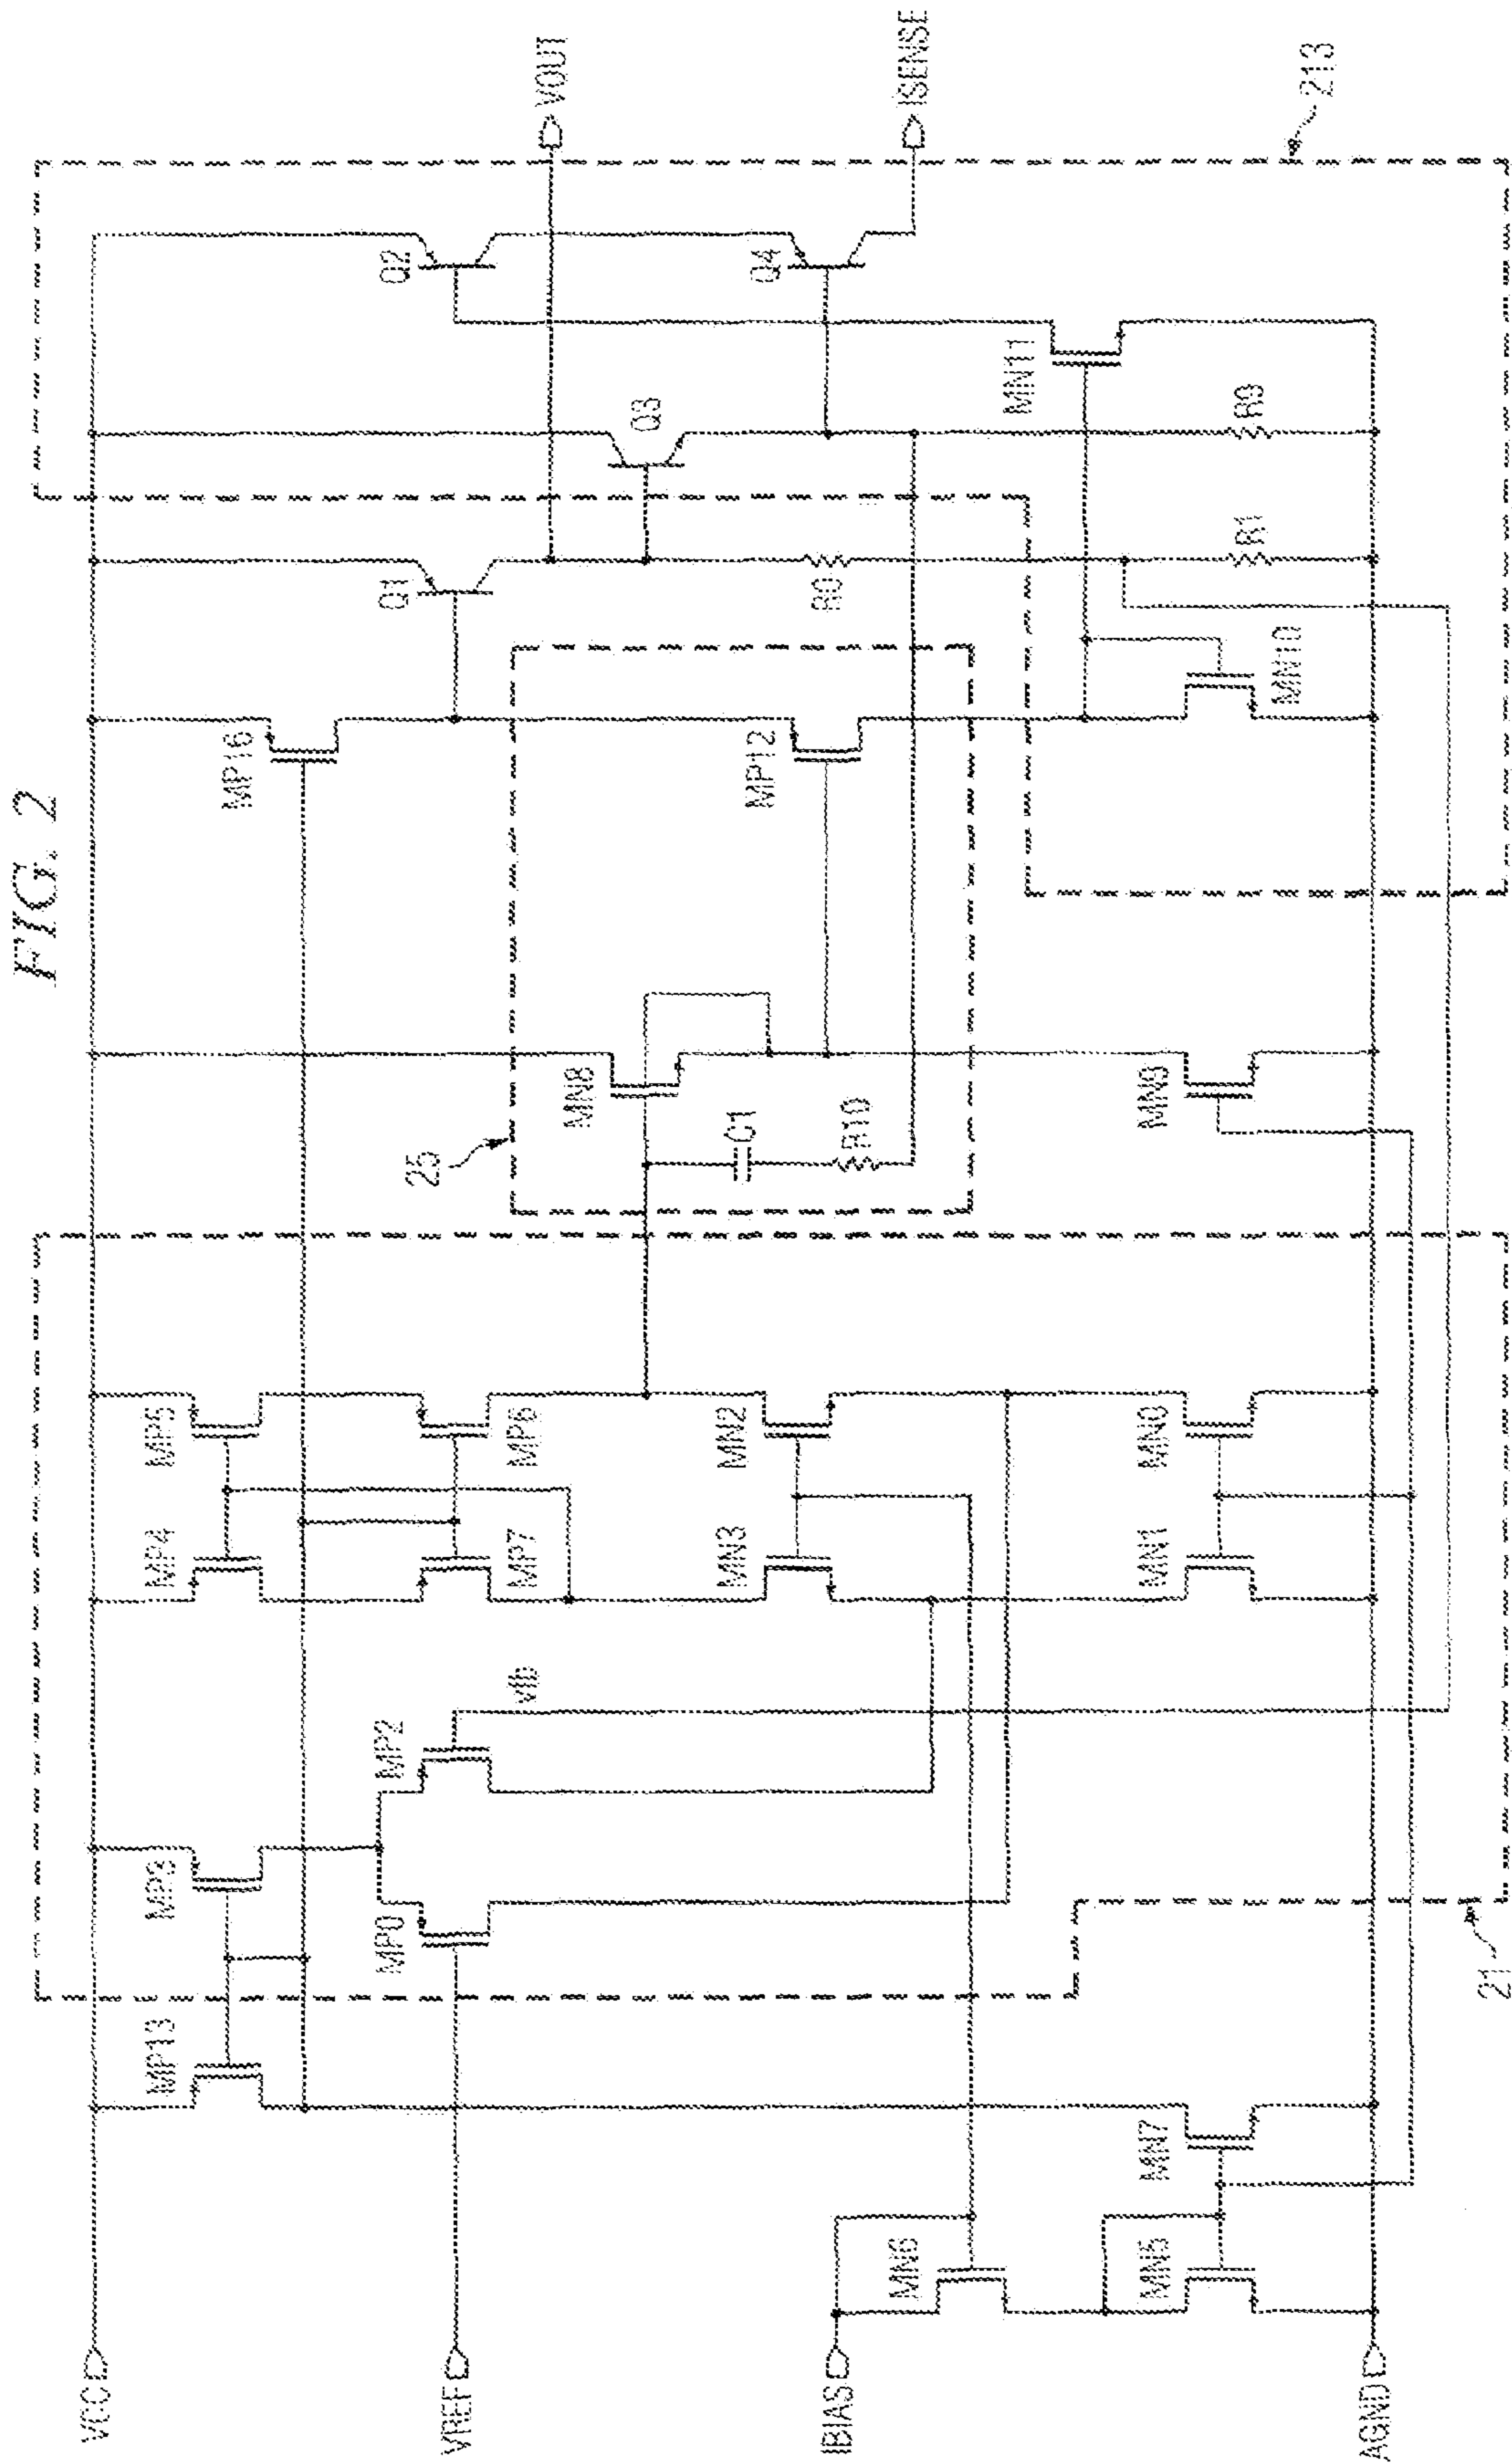 FIG. 2
VCC
VREF
IBIAS
AGND
MP13
MP3
MP0
MP2
vfb
MP4
MP5
MP7
MP6
MN3
MN2
MN1
MN0
MN6
MN5
MN7
21
25
MN8
C1
R10
MN9
MP16
MP12
MN10
Q1
R0
R1
Q3
R9
MN11
Q2
Q4
VOUT
ISENSE
213